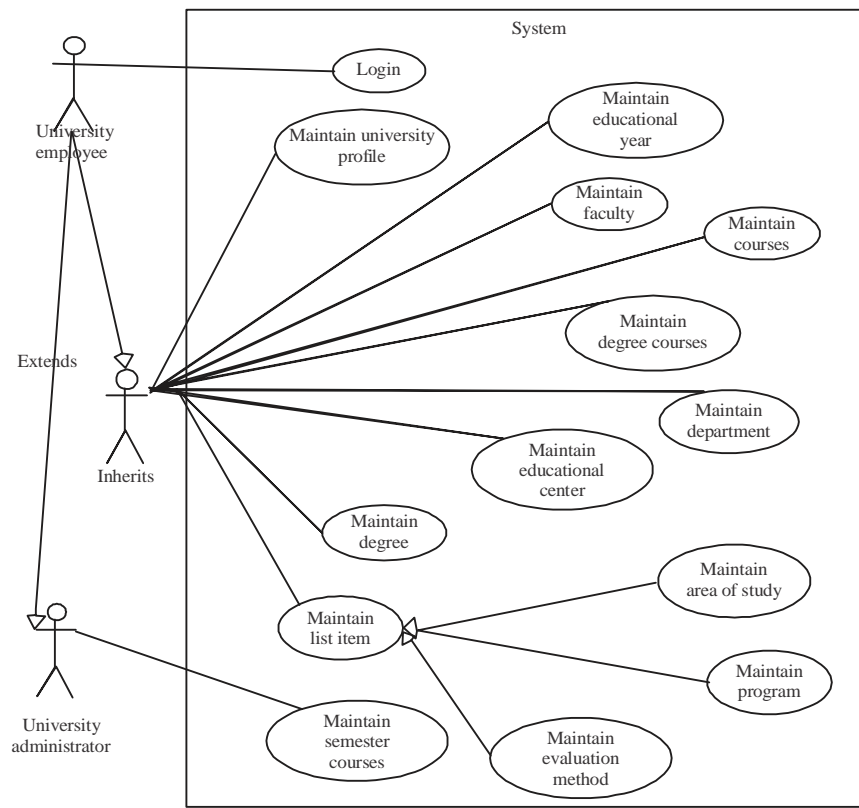 System
Login
University
employee
Maintain university
profile
Maintain
educational
year
Maintain
faculty
Maintain
courses
Maintain
degree courses
Extends
Inherits
Maintain
department
Maintain
educational
center
Maintain
degree
Maintain
area of study
Maintain
list item
Maintain
program
University
administrator
Maintain
semester
courses
Maintain
evaluation
method